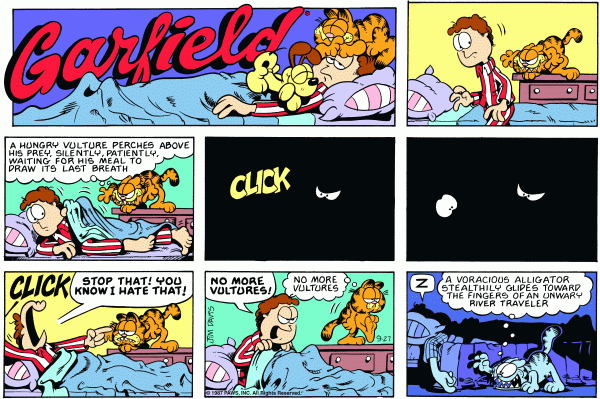 Garfield
A HUNGRY VULTURE PERCHES ABOVE
HIS PREY, SILENTLY, PATIENTLY,
WAITING FOR HIS MEAL TO
DRAW ITS LAST BREATH
CLICK
CLICK
STOP THAT! YOU
KNOW I HATE THAT!
NO MORE
VULTURES!
NO MORE
VULTURES
JIM DAVIS
9-27
© 1987 PAWS, INC. All Rights Reserved.
Z
A VORACIOUS ALLIGATOR
STEALTHILY GLIDES TOWARD
THE FINGERS OF AN UNWARY
RIVER TRAVELER